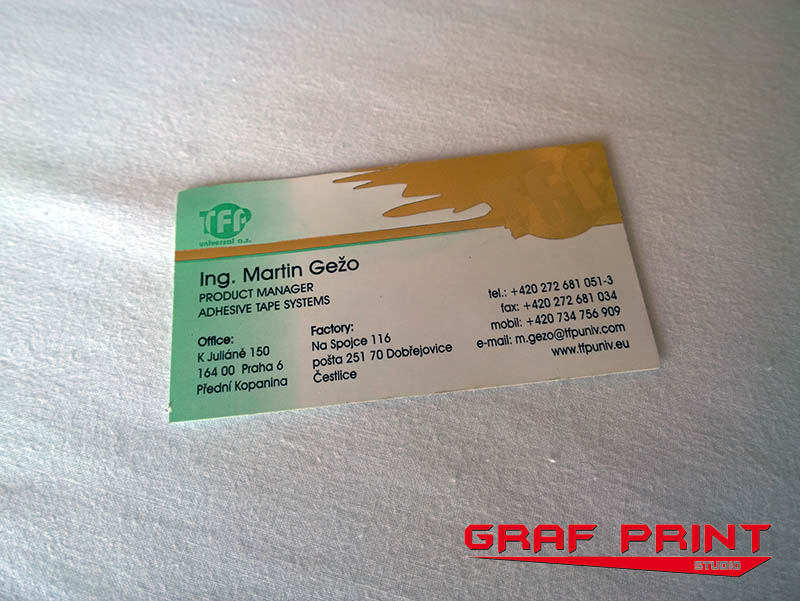 TFP
universal a.s.
TFP
Ing. Martin Gežo
PRODUCT MANAGER
ADHESIVE TAPE SYSTEMS
Office:
K Juliáně 150
164 00 Praha 6
Přední Kopanina
Factory:
Na Spojce 116
pošta 251 70 Dobřejovice
Čestlice
tel.: +420 272 681 051-3
fax: +420 272 681 034
mobil: +420 734 756 909
e-mail: m.gezo@tfpuniv.com
www.tfpuniv.eu
GRAF PRINT
STUDIO